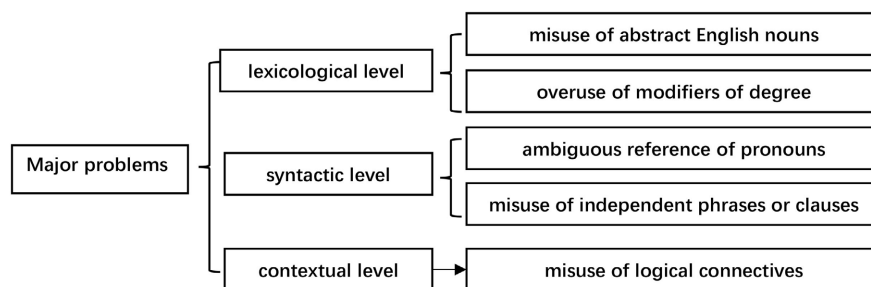 Major problems
lexicological level
misuse of abstract English nouns
overuse of modifiers of degree
syntactic level
ambiguous reference of pronouns
misuse of independent phrases or clauses
contextual level
misuse of logical connectives